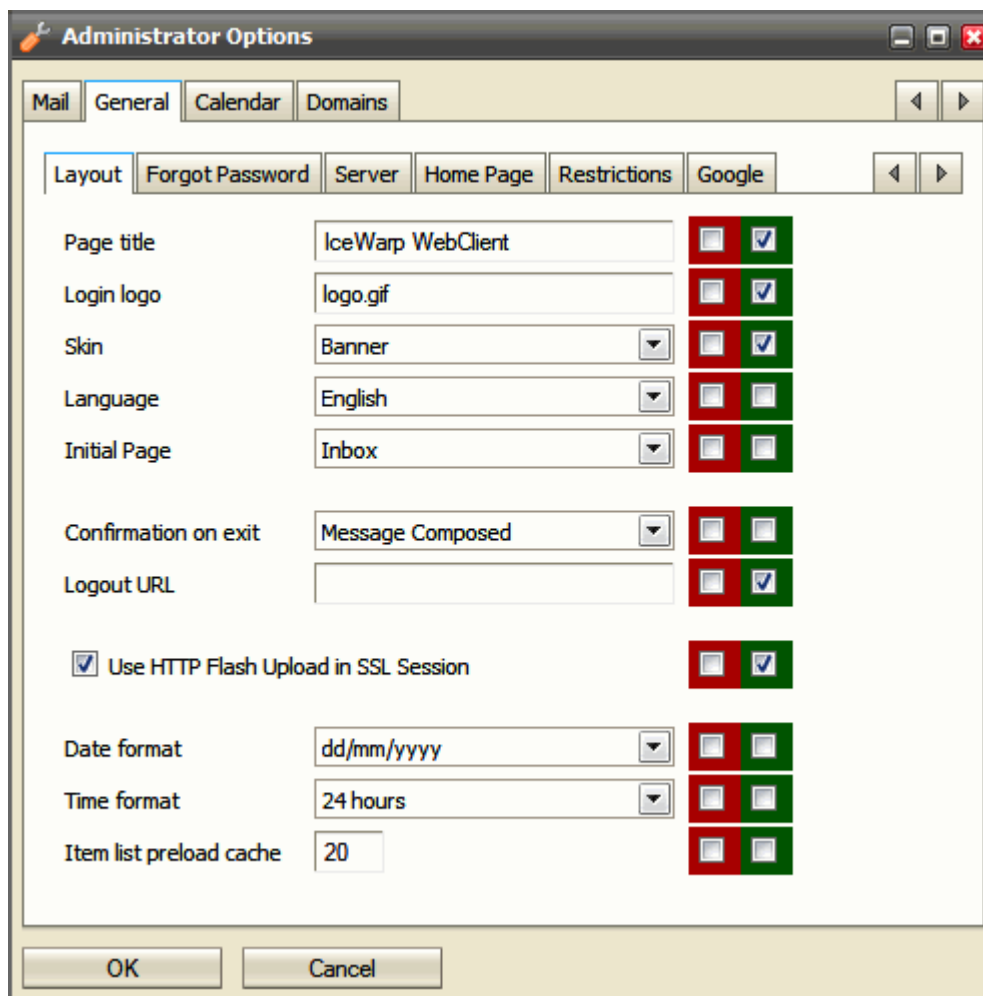 Administrator Options
Mail General Calendar Domains
Layout Forgot Password Server Home Page Restrictions Google
Page title IceWarp WebClient
Login logo logo.gif
Skin Banner
Language English
Initial Page Inbox
Confirmation on exit Message Composed
Logout URL
Use HTTP Flash Upload in SSL Session
Date format dd/mm/yyyy
Time format 24 hours
Item list preload cache 20
OK Cancel